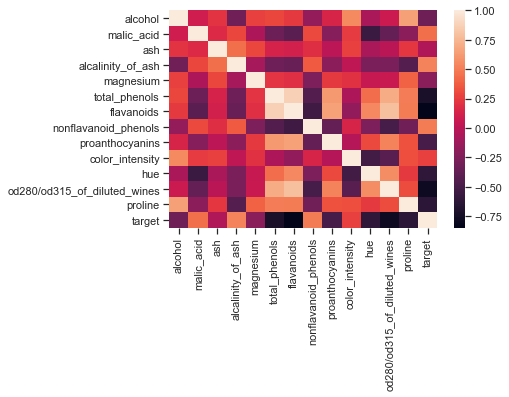 alcohol
malic_acid
ash
alcalinity_of_ash
magnesium
total_phenols
flavanoids
nonflavanoid_phenols
proanthocyanins
color_intensity
hue
od280/od315_of_diluted_wines
proline
target
alcohol
malic_acid
ash
alcalinity_of_ash
magnesium
total_phenols
flavanoids
nonflavanoid_phenols
proanthocyanins
color_intensity
hue
od280/od315_of_diluted_wines
proline
target
1.00
0.75
0.50
0.25
0.00
−0.25
−0.50
−0.75